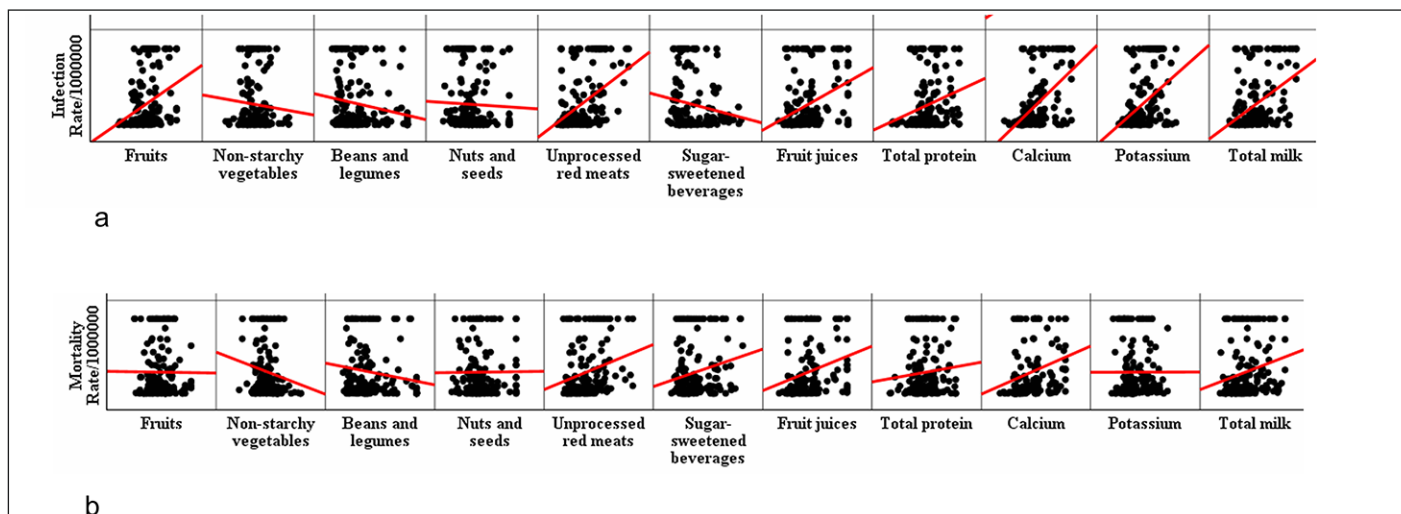 Infection
Rate/1000000
Fruits
Non-starchy
vegetables
Beans and
legumes
Nuts and
seeds
Unprocessed
red meats
Sugar-
sweetened
beverages
Fruit juices
Total protein
Calcium
Potassium
Total milk
a
Mortality
Rate/1000000
Fruits
Non-starchy
vegetables
Beans and
legumes
Nuts and
seeds
Unprocessed
red meats
Sugar-
sweetened
beverages
Fruit juices
Total protein
Calcium
Potassium
Total milk
b